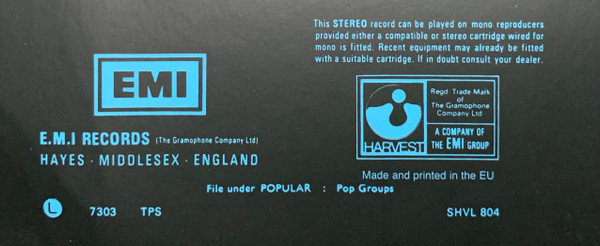 This STEREO record can be played on mono reproducers
provided either a compatible or stereo cartridge wired for
mono is fitted. Recent equipment may already be fitted
with a suitable cartridge. If in doubt consult your dealer.
EMI
E.M.I RECORDS (The Gramophone Company Ltd)
HAYES · MIDDLESEX · ENGLAND
Regd Trade Mark
of
The Gramophone
Company Ltd
HARVEST
A COMPANY OF
THE EMI GROUP
Made and printed in the EU
File under POPULAR : Pop Groups
L 7303 TPS
SHVL 804